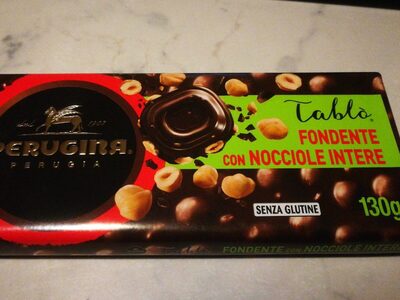 PERUGINA
PERUGIA
Tablò
FONDENTE
CON NOCCIOLE INTERE
SENZA GLUTINE
130g
FONDENTE CON NOCCIOLE INTERE